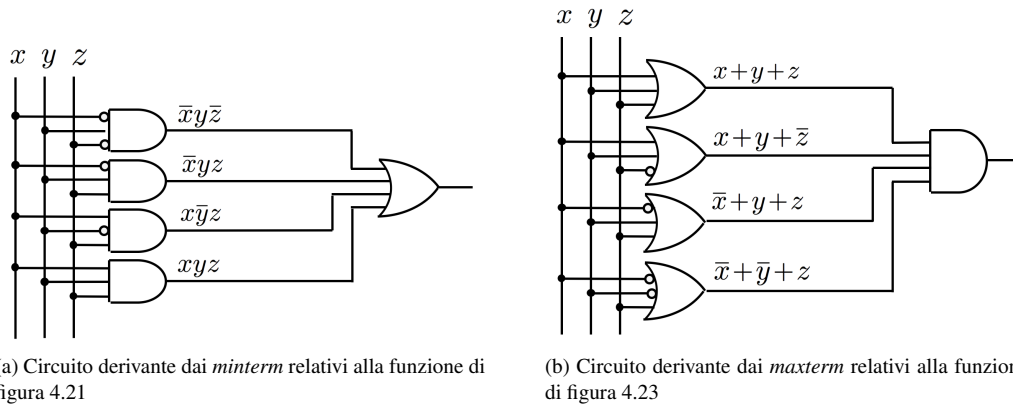 x y z
x̄yz̄
x̄yz
xȳz
xyz
(a) Circuito derivante dai minterm relativi alla funzione di
figura 4.21
x y z
x+y+z
x+y+z̄
x̄+y+z
x̄+ȳ+z
(b) Circuito derivante dai maxterm relativi alla funzion
di figura 4.23